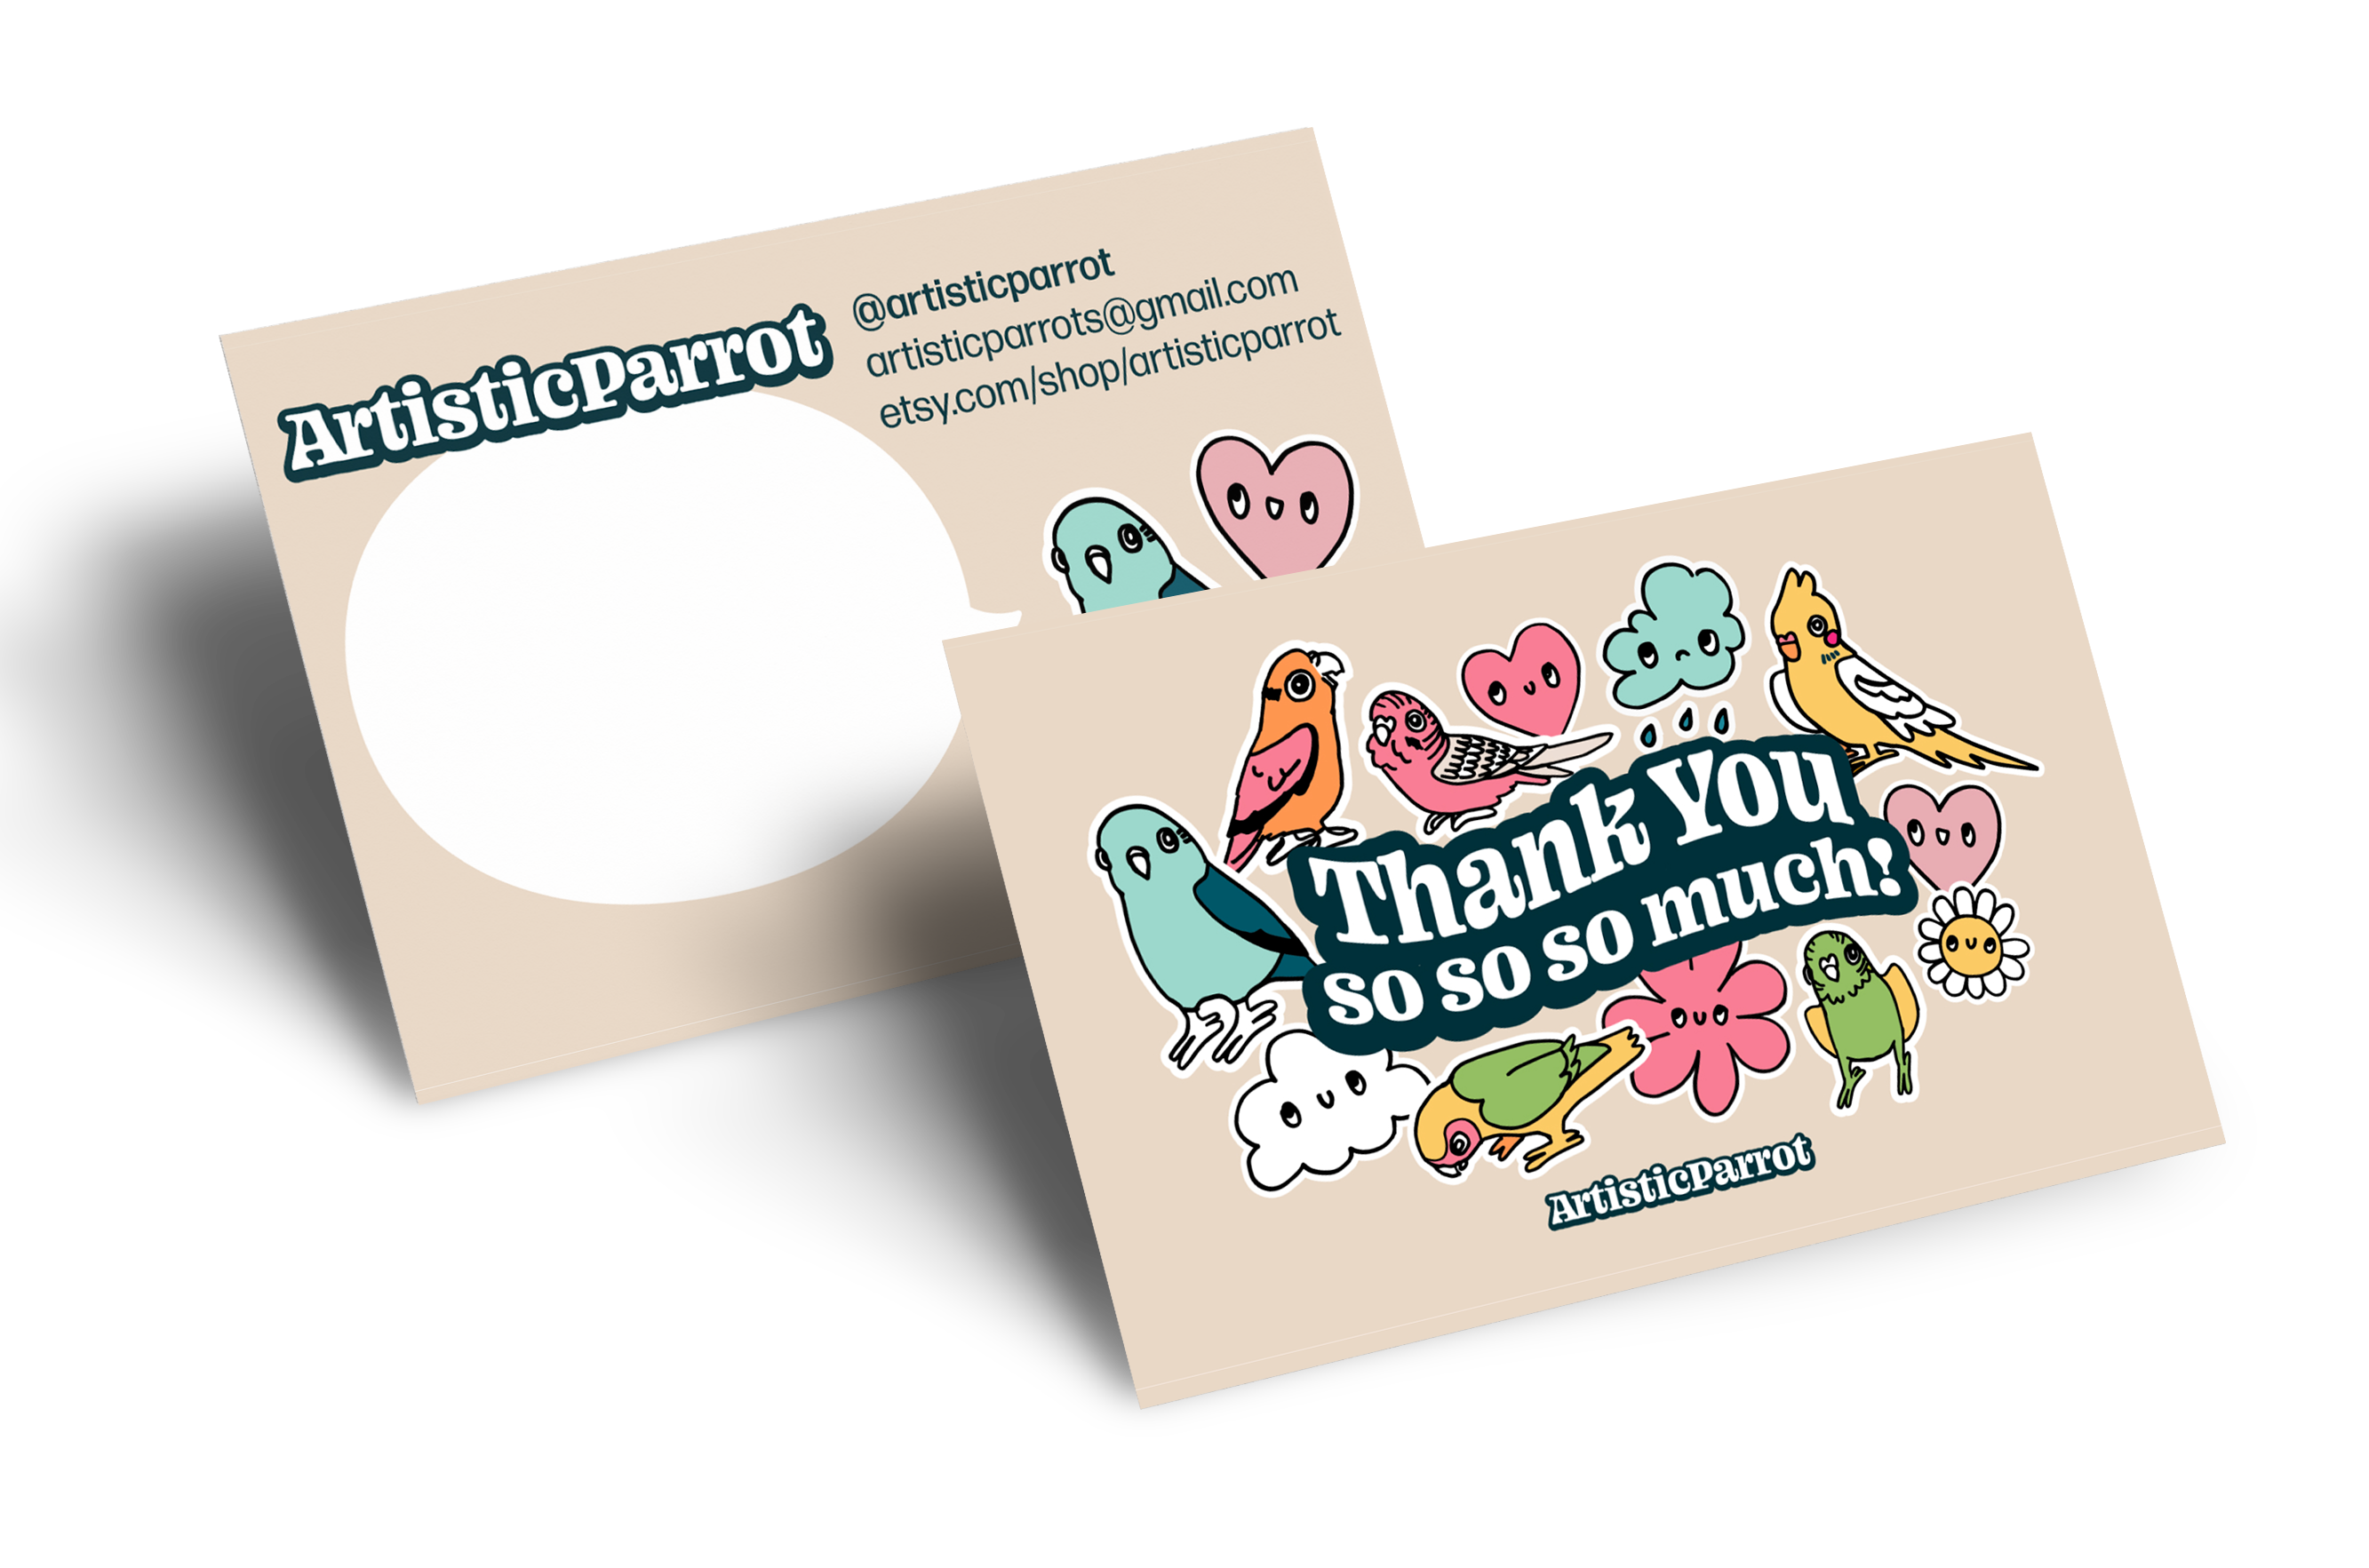 ArtisticParrot
@artisticparrot
artisticparrots@gmail.com
etsy.com/shop/artisticparrot
Thank You
so so so much!
ArtisticParrot